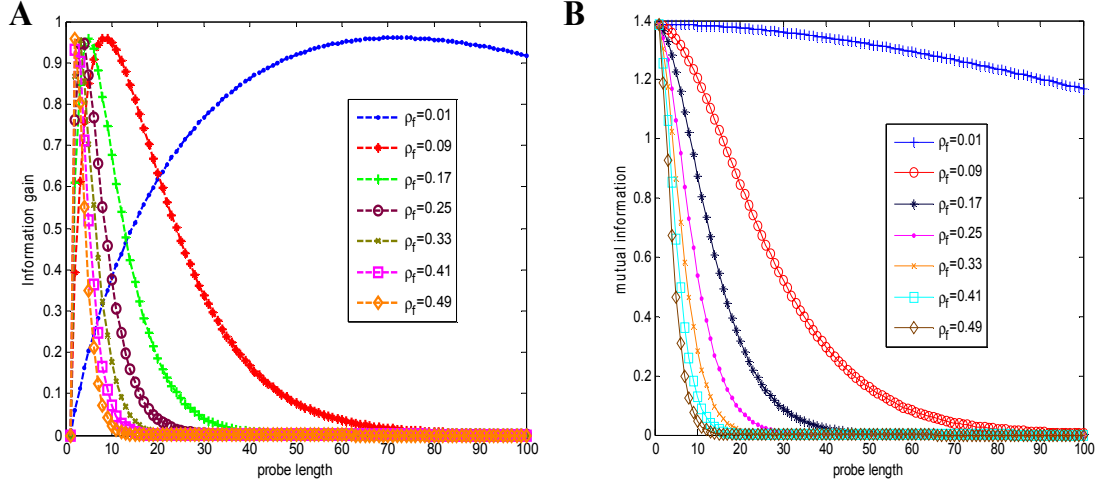 A
B
1
0.9
0.8
0.7
0.6
0.5
0.4
0.3
0.2
0.1
0
Information gain
0 10 20 30 40 50 60 70 80 90 100
probe length
ρf=0.01
ρf=0.09
ρf=0.17
ρf=0.25
ρf=0.33
ρf=0.41
ρf=0.49
1.4
1.2
1
0.8
0.6
0.4
0.2
0
mutual information
0 10 20 30 40 50 60 70 80 90 100
probe length
ρf=0.01
ρf=0.09
ρf=0.17
ρf=0.25
ρf=0.33
ρf=0.41
ρf=0.49